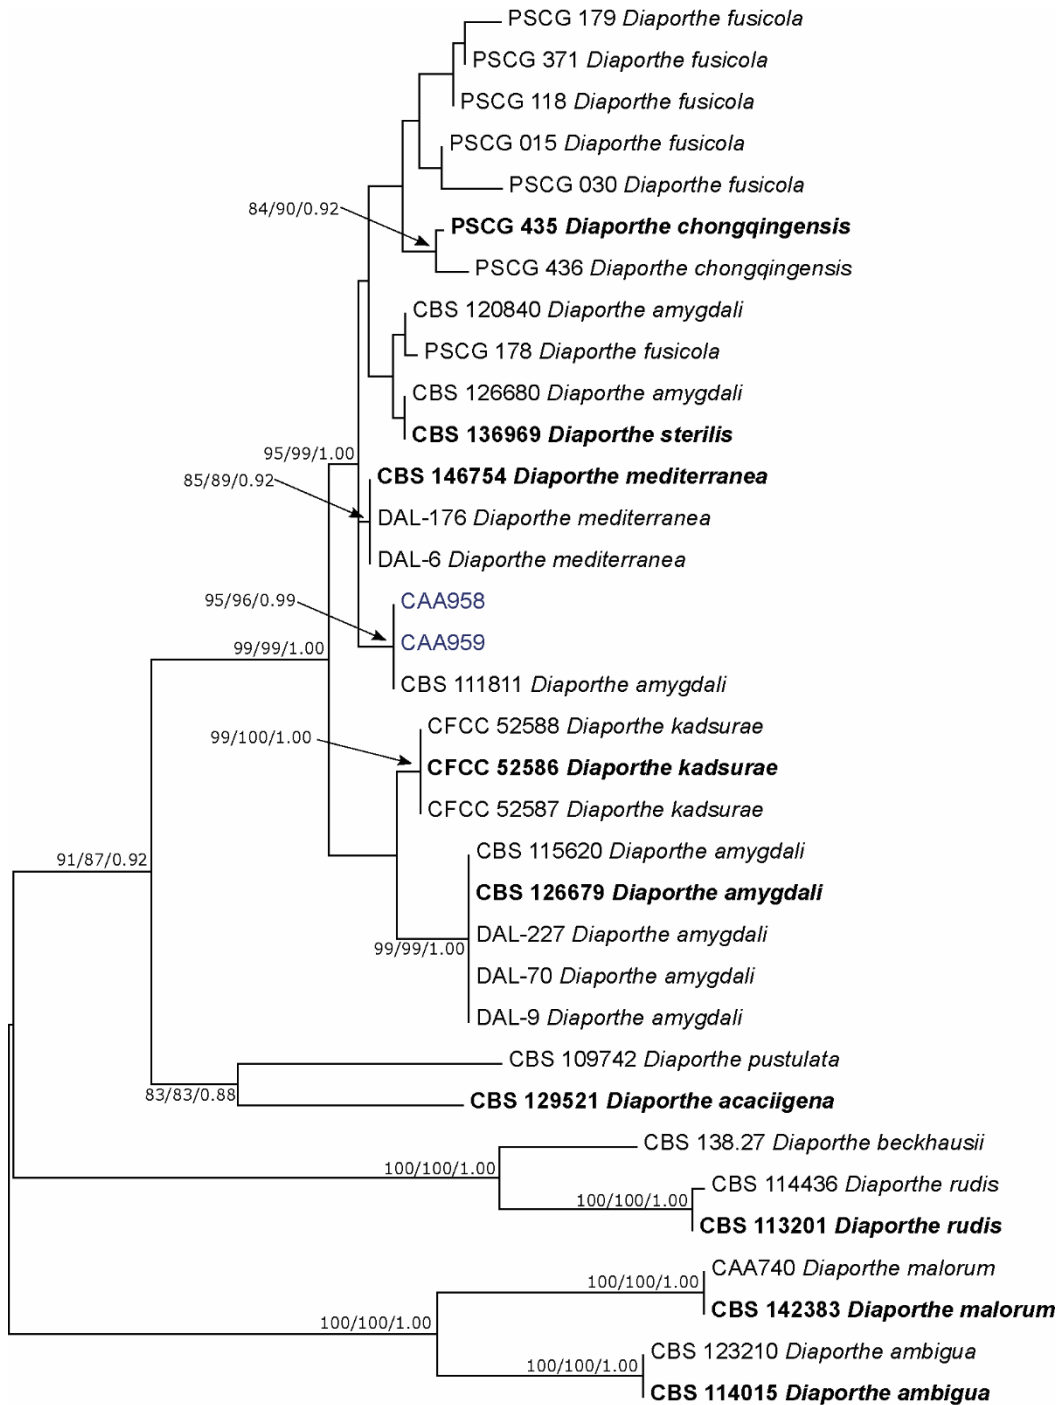 PSCG 179 Diaporthe fusicola
PSCG 371 Diaporthe fusicola
PSCG 118 Diaporthe fusicola
PSCG 015 Diaporthe fusicola
PSCG 030 Diaporthe fusicola
84/90/0.92
PSCG 435 Diaporthe chongqingensis
PSCG 436 Diaporthe chongqingensis
CBS 120840 Diaporthe amygdali
PSCG 178 Diaporthe fusicola
CBS 126680 Diaporthe amygdali
CBS 136969 Diaporthe sterilis
95/99/1.00
CBS 146754 Diaporthe mediterranea
85/89/0.92
DAL-176 Diaporthe mediterranea
DAL-6 Diaporthe mediterranea
95/96/0.99
CAA958
CAA959
99/99/1.00
CBS 111811 Diaporthe amygdali
CFCC 52588 Diaporthe kadsurae
99/100/1.00
CFCC 52586 Diaporthe kadsurae
CFCC 52587 Diaporthe kadsurae
CBS 115620 Diaporthe amygdali
91/87/0.92
CBS 126679 Diaporthe amygdali
DAL-227 Diaporthe amygdali
99/99/1.00
DAL-70 Diaporthe amygdali
DAL-9 Diaporthe amygdali
CBS 109742 Diaporthe pustulata
83/83/0.88
CBS 129521 Diaporthe acaciigena
CBS 138.27 Diaporthe beckhausii
100/100/1.00
CBS 114436 Diaporthe rudis
100/100/1.00
CBS 113201 Diaporthe rudis
CAA740 Diaporthe malorum
100/100/1.00
CBS 142383 Diaporthe malorum
100/100/1.00
CBS 123210 Diaporthe ambigua
100/100/1.00
CBS 114015 Diaporthe ambigua